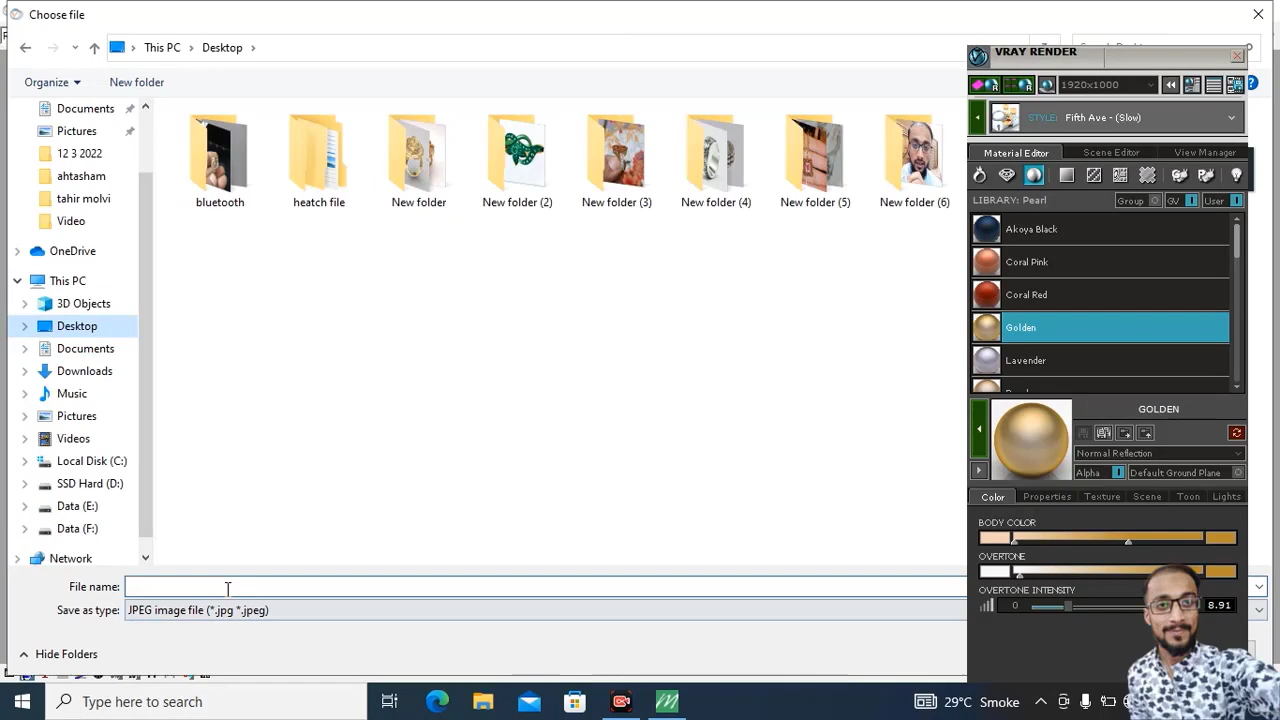 Choose file
This PC
Desktop
VRAY RENDER
Organize
New folder
1920x1000
STYLE: Fifth Ave - (Slow)
Material Editor
Scene Editor
View Manager
LIBRARY: Pearl
Group
GV
User
Documents
Pictures
12 3 2022
ahtasham
tahir molvi
Video
OneDrive
This PC
3D Objects
Desktop
Documents
Downloads
Music
Pictures
Videos
Local Disk (C:)
SSD Hard (D:)
Data (E:)
Data (F:)
Network
bluetooth
heatch file
New folder
New folder (2)
New folder (3)
New folder (4)
New folder (5)
New folder (6)
Akoya Black
Coral Pink
Coral Red
Golden
Lavender
GOLDEN
Normal Reflection
Alpha
Default Ground Plane
Color
Properties
Texture
Scene
Toon
Lights
BODY COLOR
OVERTONE
OVERTONE INTENSITY
0
8.91
File name:
Save as type:
JPEG image file (*.jpg *.jpeg)
Hide Folders
Type here to search
29°C Smoke